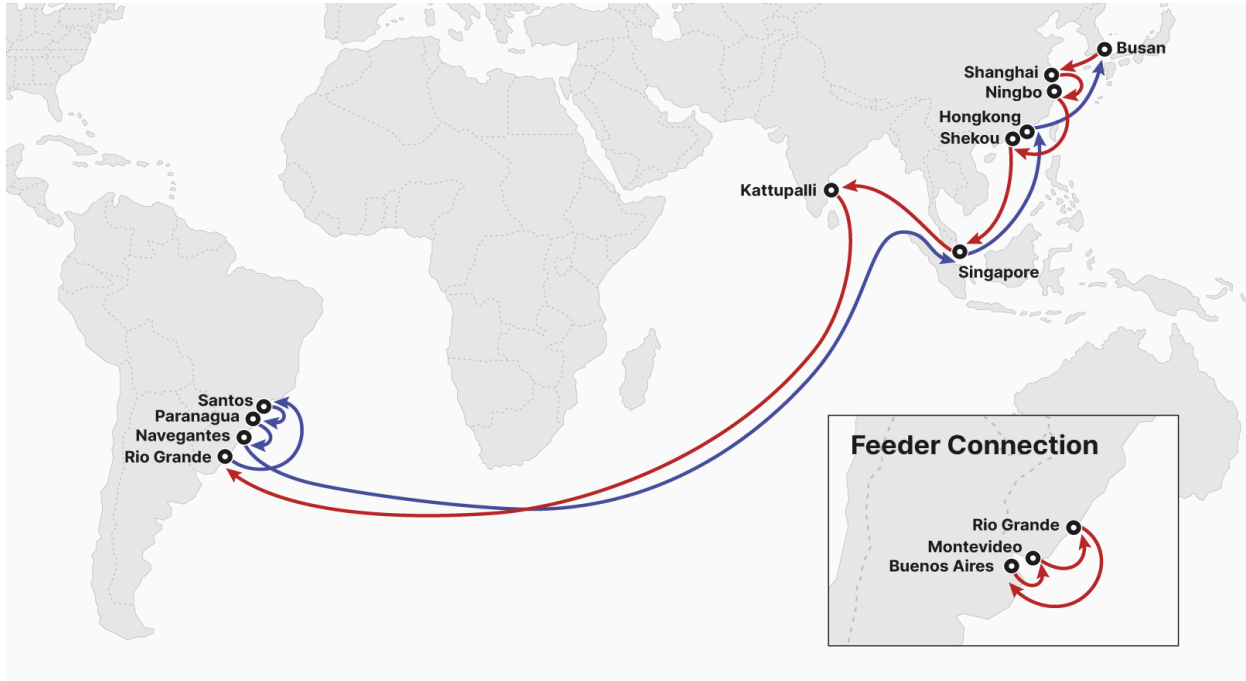 Busan
Shanghai
Ningbo
Hongkong
Shekou
Kattupalli
Singapore
Santos
Paranagua
Navegantes
Rio Grande
Feeder Connection
Rio Grande
Montevideo
Buenos Aires